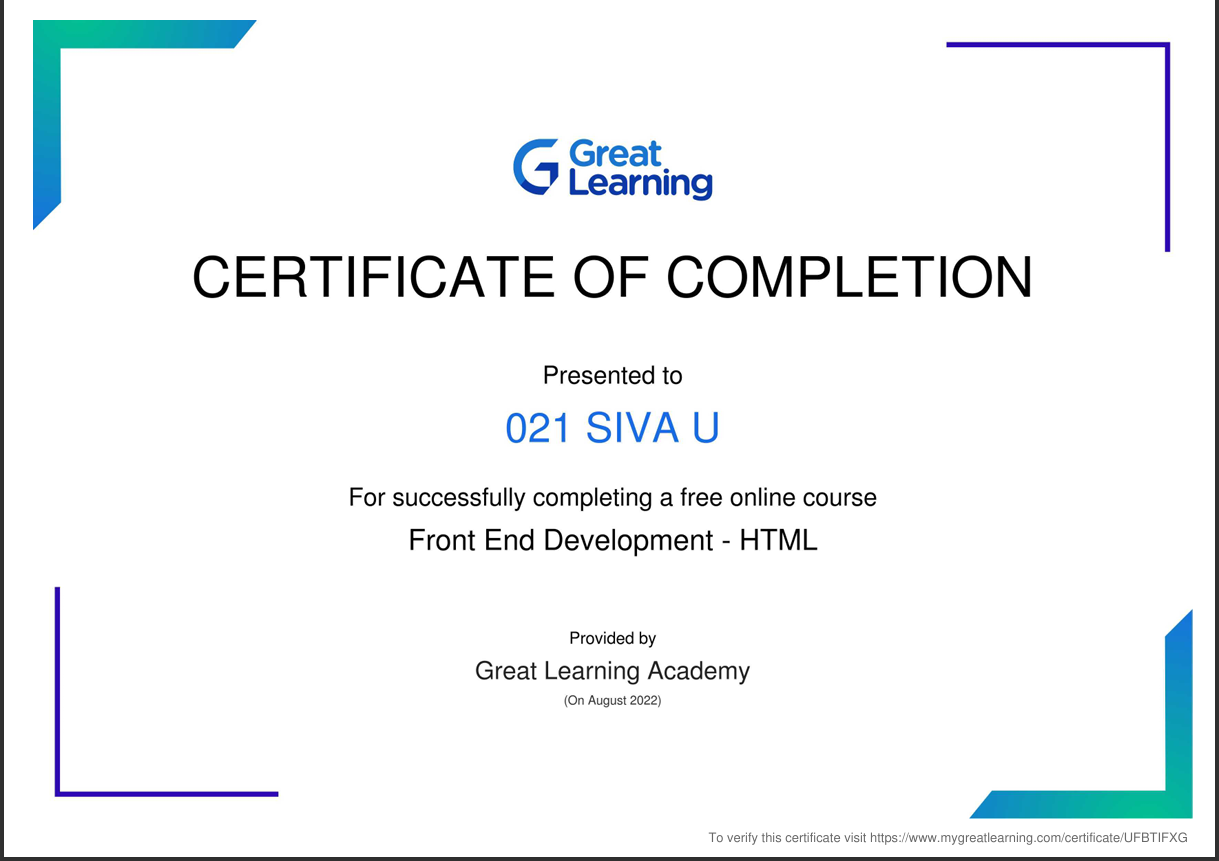 Great
Learning
CERTIFICATE OF COMPLETION
Presented to
021 SIVA U
For successfully completing a free online course
Front End Development - HTML
Provided by
Great Learning Academy
(On August 2022)
To verify this certificate visit https://www.mygreatlearning.com/certificate/UFBTIFXG